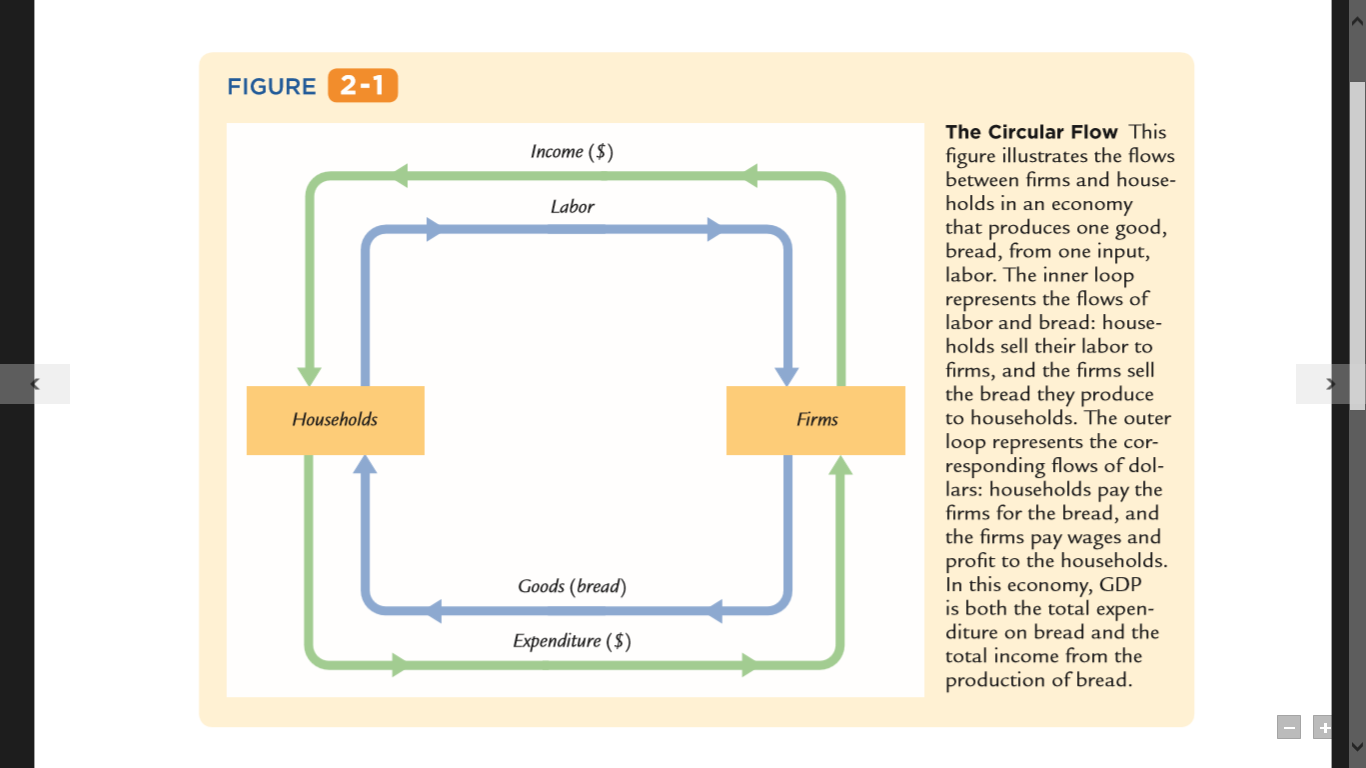 FIGURE 2-1
Income ($)
Labor
Households
Firms
Goods (bread)
Expenditure ($)
The Circular Flow This
figure illustrates the flows
between firms and house-
holds in an economy
that produces one good,
bread, from one input,
labor. The inner loop
represents the flows of
labor and bread: house-
holds sell their labor to
firms, and the firms sell
the bread they produce
to households. The outer
loop represents the cor-
responding flows of dol-
lars: households pay the
firms for the bread, and
the firms pay wages and
profit to the households.
In this economy, GDP
is both the total expen-
diture on bread and the
total income from the
production of bread.